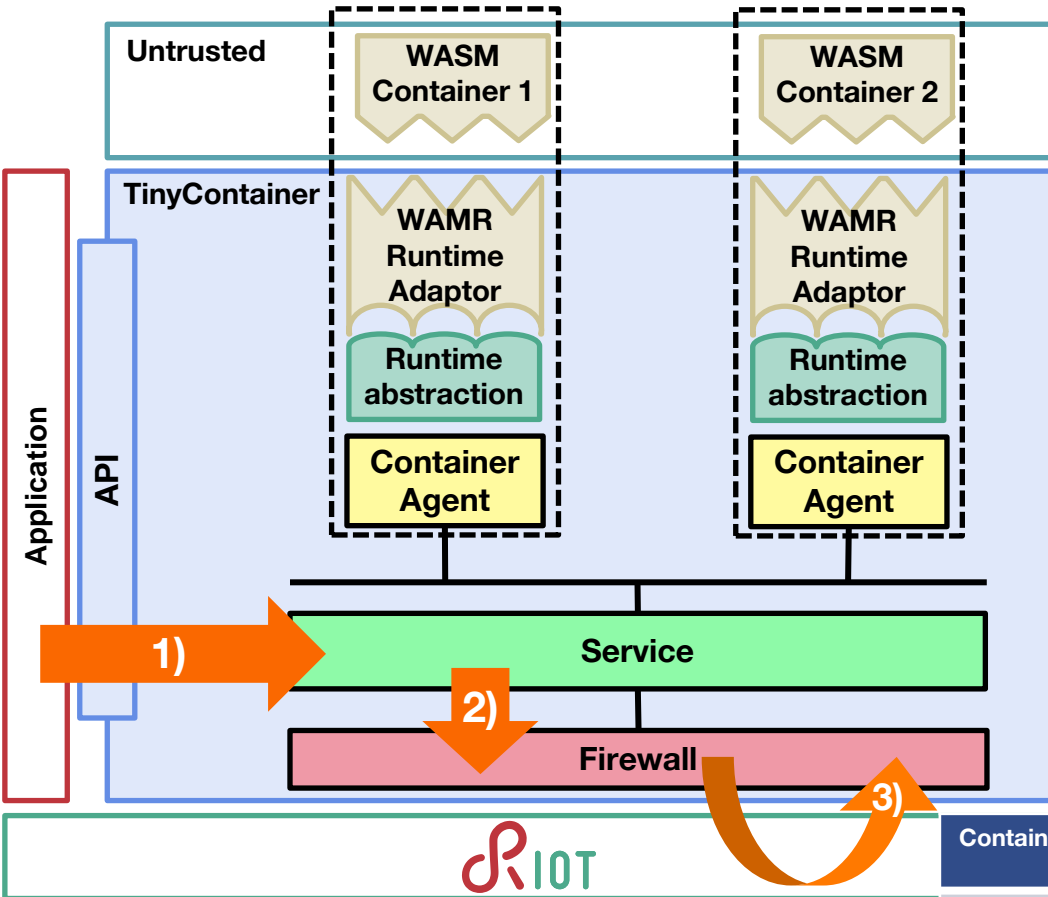 Untrusted
WASM
Container 1
WASM
Container 2
TinyContainer
WAMR
Runtime
Adaptor
WAMR
Runtime
Adaptor
Runtime
abstraction
Runtime
abstraction
Container
Agent
Container
Agent
Application
API
1)
Service
2)
Firewall
3)
RIOT
Contain